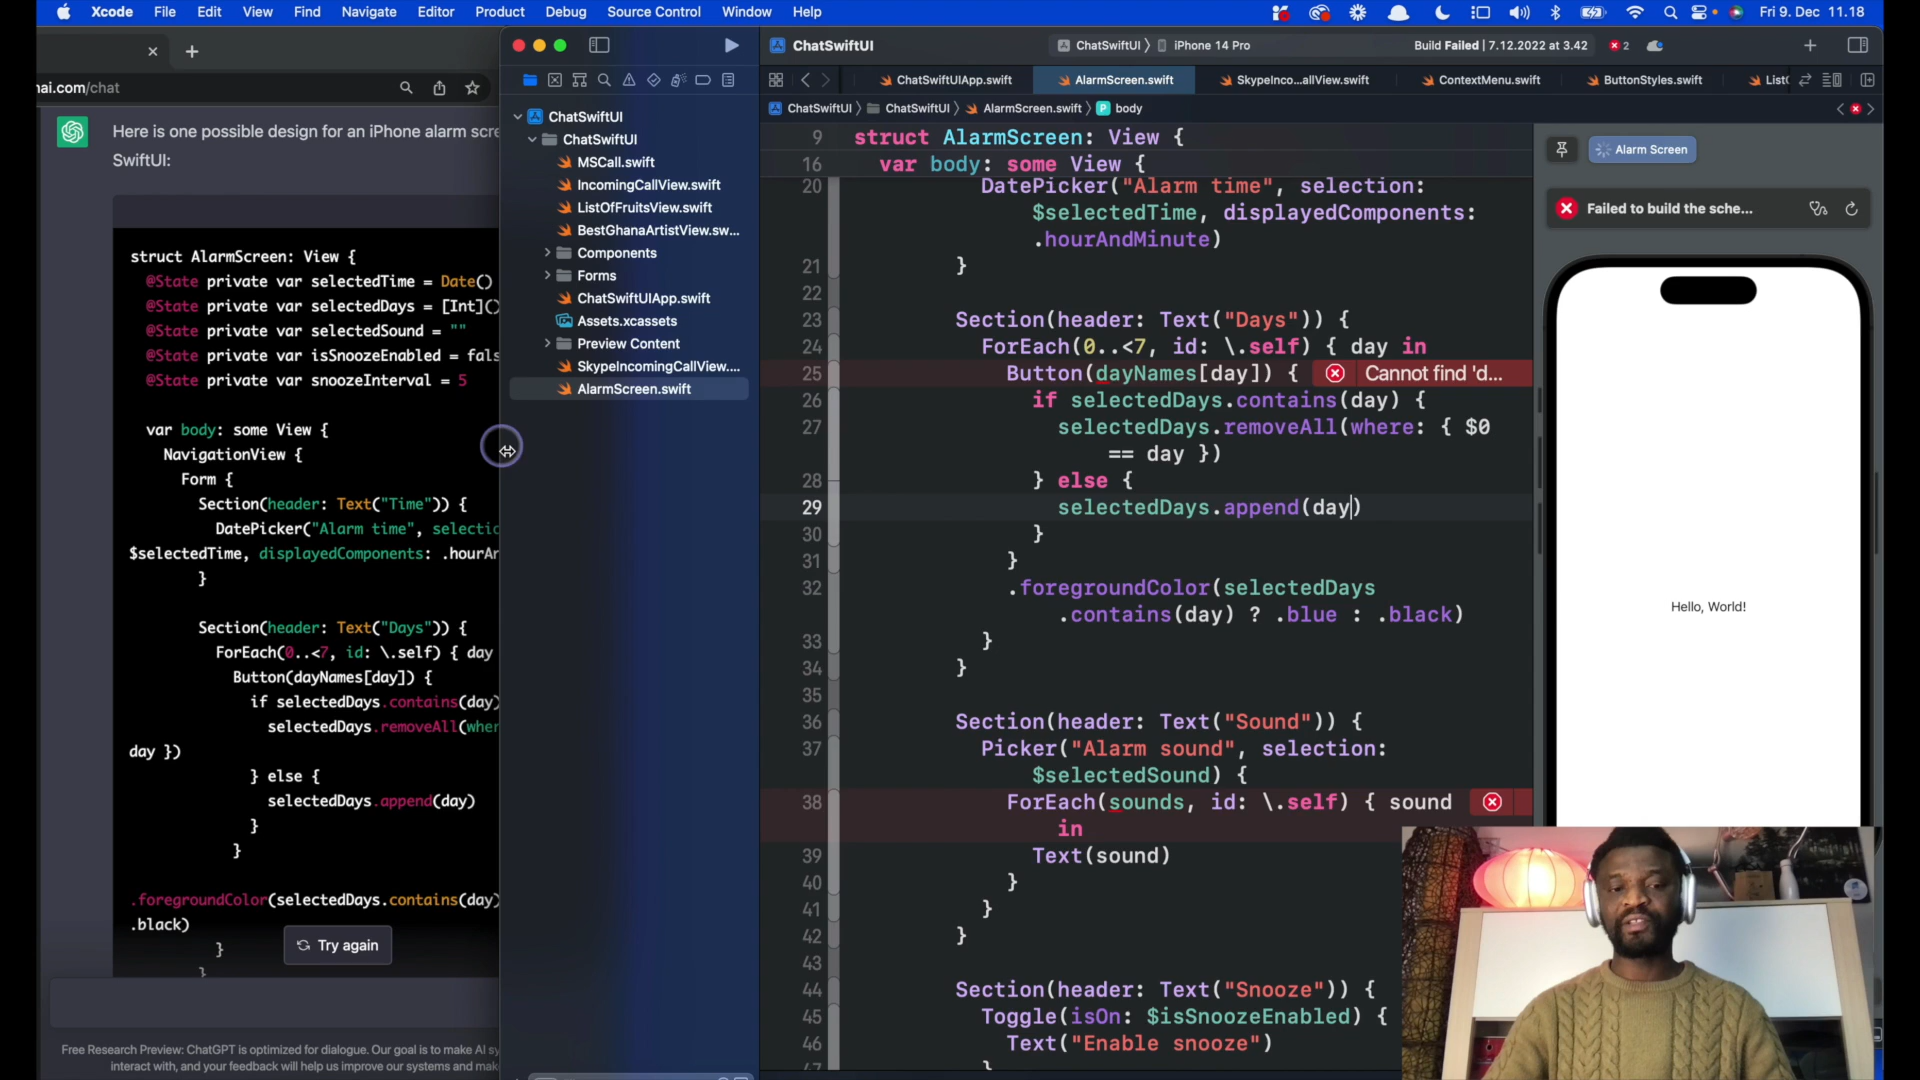 Xcode File Edit View Find Navigate Editor Product Debug Source Control Window Help Fri 9. Dec 11.18
nai.com/chat
Here is one possible design for an iPhone alarm scre
SwiftUI:
struct AlarmScreen: View {
@State private var selectedTime = Date()
@State private var selectedDays = [Int]()
@State private var selectedSound = ""
@State private var isSnoozeEnabled = fals
@State private var snoozeInterval = 5
var body: some View {
NavigationView {
Form {
Section(header: Text("Time")) {
DatePicker("Alarm time", selectio
$selectedTime, displayedComponents: .hourAr
}
Section(header: Text("Days")) {
ForEach(0..<7, id: \.self) { day
Button(dayNames[day]) {
if selectedDays.contains(day)
selectedDays.removeAll(wher
day })
} else {
selectedDays.append(day)
}
}
.foregroundColor(selectedDays.contains(day)
.black)
}
}
Try again
Free Research Preview: ChatGPT is optimized for dialogue. Our goal is to make AI sy
interact with, and your feedback will help us improve our systems and mak
ChatSwiftUI
ChatSwiftUI
MSCall.swift
IncomingCallView.swift
ListOfFruitsView.swift
BestGhanaArtistView.sw...
Components
Forms
ChatSwiftUIApp.swift
Assets.xcassets
Preview Content
SkypeIncomingCallView....
AlarmScreen.swift
ChatSwiftUI
ChatSwiftUI 〉 iPhone 14 Pro
Build Failed | 7.12.2022 at 3.42
2
ChatSwiftUIApp.swift AlarmScreen.swift SkypeInco...allView.swift ContextMenu.swift ButtonStyles.swift List
ChatSwiftUI 〉 ChatSwiftUI 〉 AlarmScreen.swift 〉 P body
9 struct AlarmScreen: View {
16 var body: some View {
20 DatePicker("Alarm time", selection:
$selectedTime, displayedComponents:
.hourAndMinute)
21 }
22
23 Section(header: Text("Days")) {
24 ForEach(0..<7, id: \.self) { day in
25 Button(dayNames[day]) { Cannot find 'd...
26 if selectedDays.contains(day) {
27 selectedDays.removeAll(where: { $0
== day })
28 } else {
29 selectedDays.append(day)
30 }
31 }
32 .foregroundColor(selectedDays
.contains(day) ? .blue : .black)
33 }
34 }
35
36 Section(header: Text("Sound")) {
37 Picker("Alarm sound", selection:
$selectedSound) {
38 ForEach(sounds, id: \.self) { sound
in
39 Text(sound)
40 }
41 }
42 }
43
44 Section(header: Text("Snooze")) {
45 Toggle(isOn: $isSnoozeEnabled) {
46 Text("Enable snooze")
47 }
Alarm Screen
Failed to build the sche...
Hello, World!